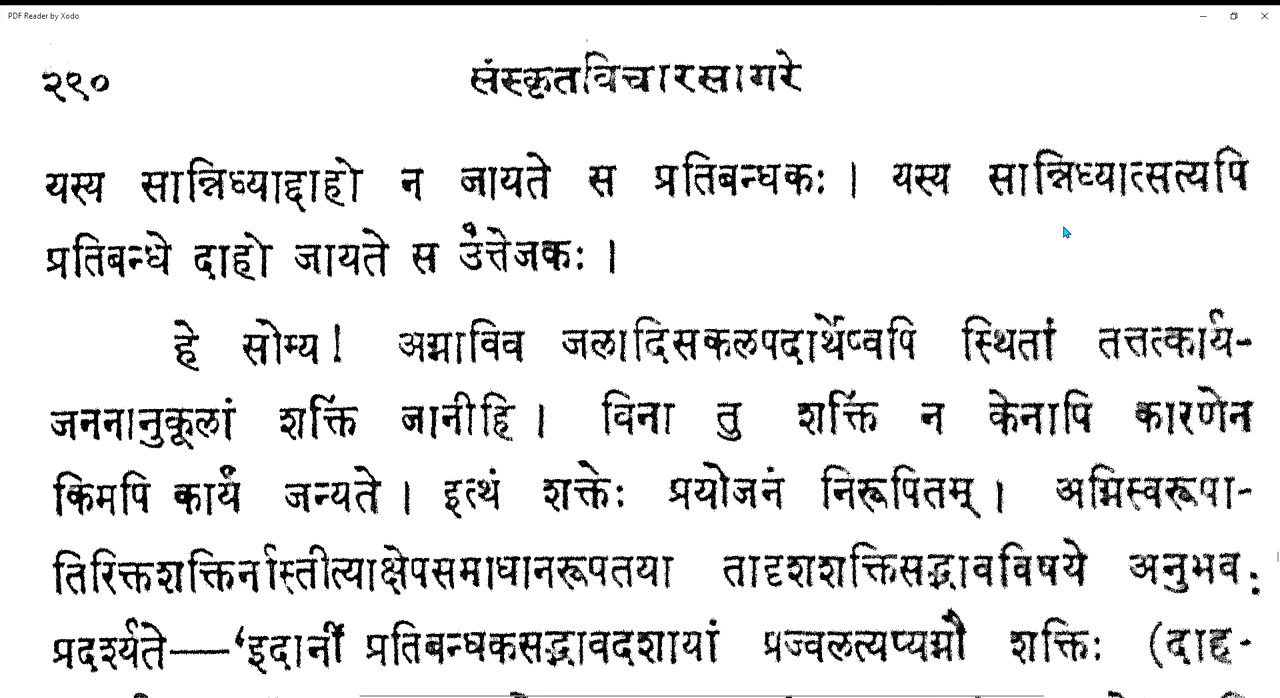 PDF Reader by Xodo
२९० संस्कृतविचारसागरे
यस्य सान्निध्याद्दाहो न जायते स प्रतिबन्धकः । यस्य सान्निध्यात्सत्यपि
प्रतिबन्धे दाहो जायते स उत्तेजकः ।
हे सोम्य! अग्नाविव जलादिसकलपदार्थेष्वपि स्थितां तत्तत्कार्य-
जननानुकूलां शक्तिं जानीहि । विना तु शक्तिं न केनापि कारणेन
किमपि कार्यं जन्यते । इत्थं शक्तेः प्रयोजनं निरूपितम् । अग्निस्वरूपा-
तिरिक्तशक्तिर्नास्तीत्याक्षेपसमाधानरूपतया तादृशशक्तिसद्भावविषये अनुभवः
प्रदर्श्यते—‘इदानीं प्रतिबन्धकसद्भावदशायां प्रज्वलत्यप्यग्नौ शक्तिः (दाह-